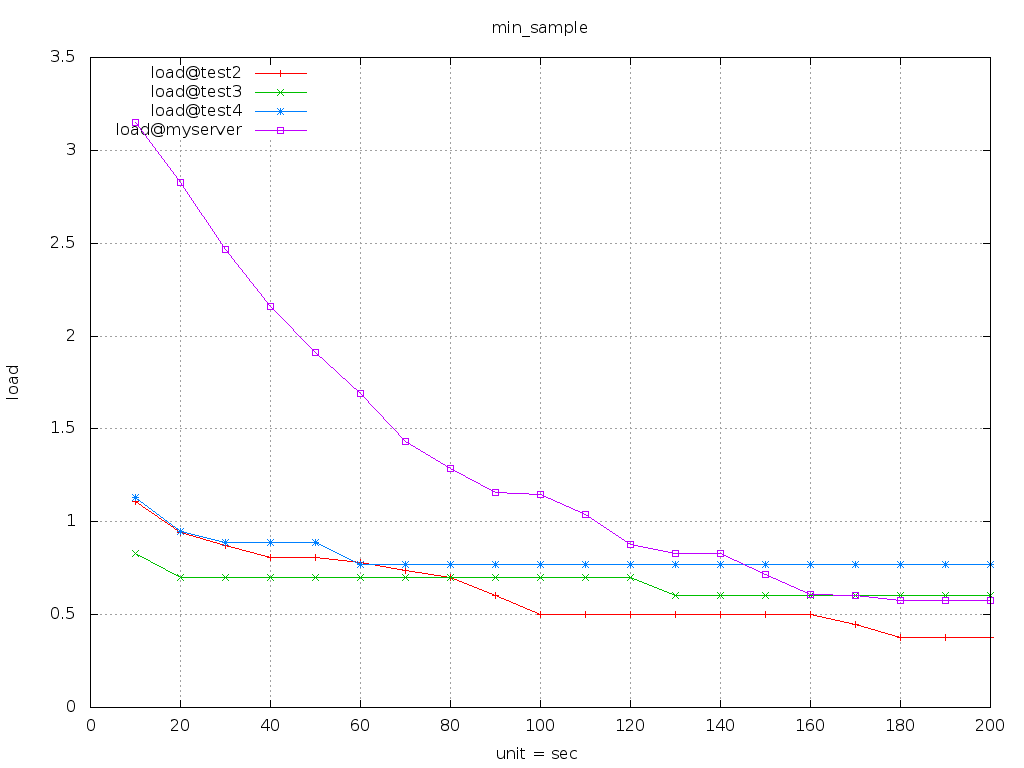 min_sample
3.5
load@test2
load@test3
load@test4
load@myserver
3
2.5
2
load
1.5
1
0.5
0
0 20 40 60 80 100 120 140 160 180 200
unit = sec